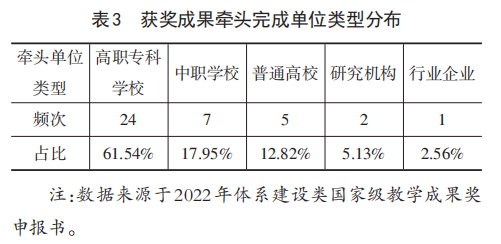 表3 获奖成果牵头完成单位类型分布
牵头单位类型 高职专科学校 中职学校 普通高校 研究机构 行业企业
频次 24 7 5 2 1
占比 61.54% 17.95% 12.82% 5.13% 2.56%
注:数据来源于2022年体系建设类国家级教学成果奖
申报书。